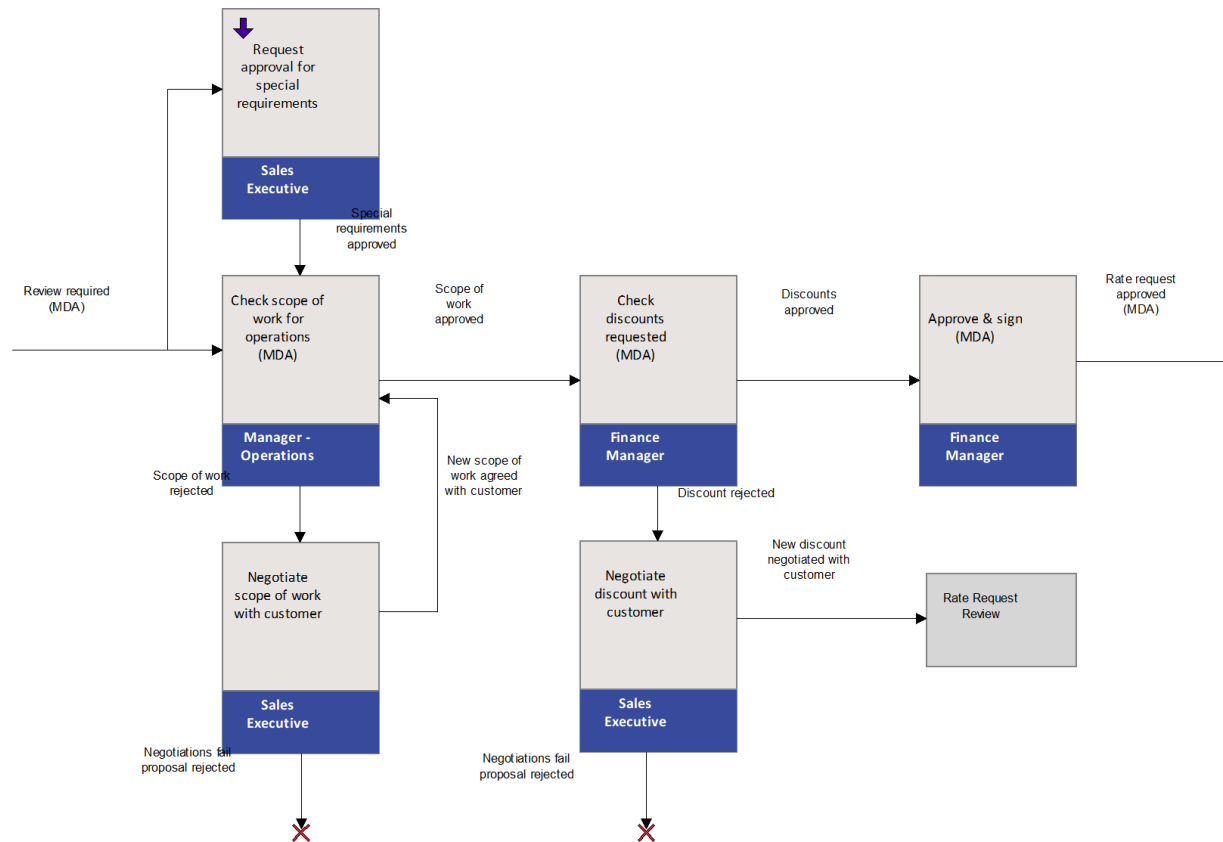 Request
approval for
special
requirements
Sales
Executive
Special
requirements
approved
Review required
(MDA)
Check scope of
work for
operations
(MDA)
Manager -
Operations
Scope of
work
approved
Check
discounts
requested
(MDA)
Finance
Manager
Discounts
approved
Approve & sign
(MDA)
Finance
Manager
Rate request
approved
(MDA)
Scope of work
rejected
New scope of
work agreed
with customer
Discount rejected
Negotiate
scope of work
with customer
Sales
Executive
Negotiate
discount with
customer
Sales
Executive
New discount
negotiated with
customer
Rate Request
Review
Negotiations fail
proposal rejected
Negotiations fail
proposal rejected